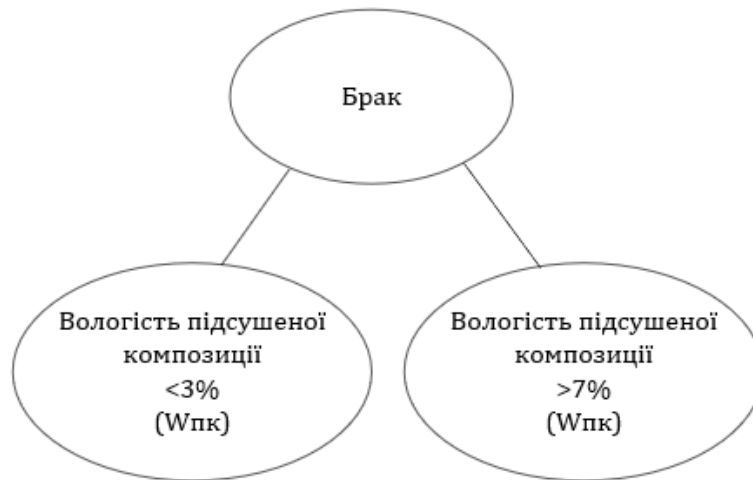 Брак
Вологість підсушеної
композиції
<3%
(Wпк)
Вологість підсушеної
композиції
>7%
(Wпк)